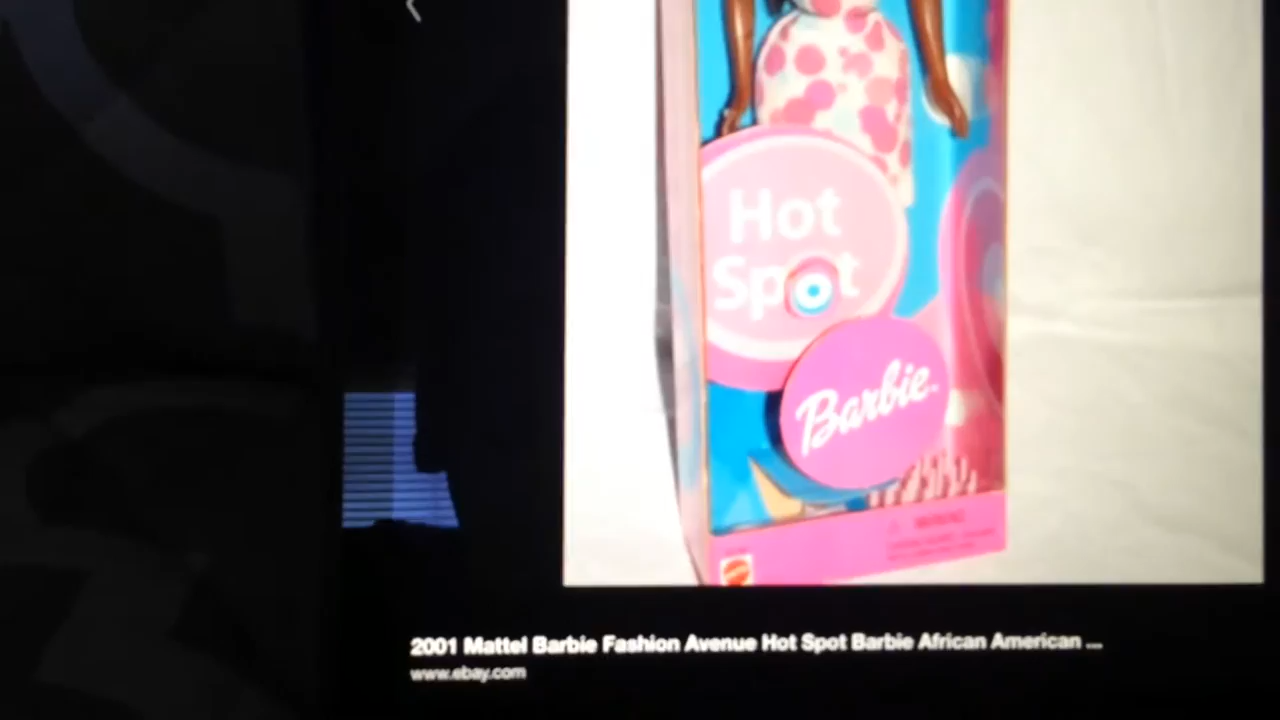 Hot
Spot
Barbie
2001 Mattel Barbie Fashion Avenue Hot Spot Barbie African American ...
www.ebay.com